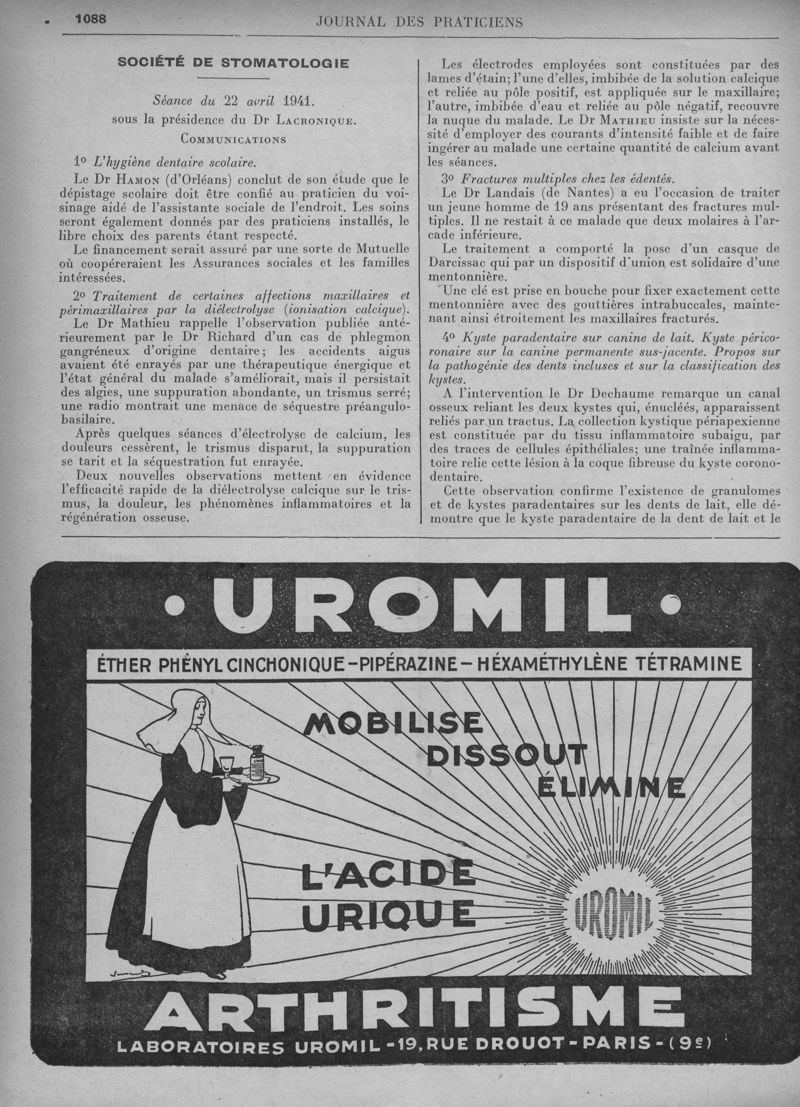 1088
JOURNAL DES PRATICIENS
SOCIÉTÉ DE STOMATOLOGIE
Séance du 22 avril 1941.
sous la présidence du Dr LACRONIQUE.
COMMUNICATIONS
1º L'hygiène dentaire scolaire.
Le Dr HAMON (d'Orléans) conclut de son étude que le
dépistage scolaire doit être confié au praticien du voi-
sinage aidé de l'assistante sociale de l'endroit. Les soins
seront également donnés par des praticiens installés, le
libre choix des parents étant respecté.
Le financement serait assuré par une sorte de Mutuelle
où coopéreraient les Assurances sociales et les familles
intéressées.
2º Traitement de certaines affections maxillaires et
périmaxillaires par la diélectrolyse (ionisation calcique).
Le Dr Mathieu rappelle l'observation publiée anté-
rieurement par le Dr Richard d'un cas de phlegmon
gangréneux d'origine dentaire; les accidents aigus
avaient été enrayés par une thérapeutique énergique et
l'état général du malade s'améliorait, mais il persistait
des algies, une suppuration abondante, un trismus serré;
une radio montrait une menace de séquestre préangulo-
basilaire.
Après quelques séances d'électrolyse de calcium, les
douleurs cessèrent, le trismus disparut, la suppuration
se tarit et la séquestration fut enrayée.
Deux nouvelles observations mettent en évidence
l'efficacité rapide de la diélectrolyse calcique sur le tris-
mus, la douleur, les phénomènes inflammatoires et la
régénération osseuse.
Les électrodes employées sont constituées par des
lames d'étain; l'une d'elles, imbibée de la solution calcique
et reliée au pôle positif, est appliquée sur le maxillaire;
l'autre, imbibée d'eau et reliée au pôle négatif, recouvre
la nuque du malade. Le Dr MATHIEU insiste sur la néces-
sité d'employer des courants d'intensité faible et de faire
ingérer au malade une certaine quantité de calcium avant
les séances.
3º Fractures multiples chez les édentés.
Le Dr Landais (de Nantes) a eu l'occasion de traiter
un jeune homme de 19 ans présentant des fractures mul-
tiples. Il ne restait à ce malade que deux molaires à l'ar-
cade inférieure.
Le traitement a comporté la pose d'un casque de
Darcissac qui par un dispositif d'union est solidaire d'une
mentonnière.
Une clé est prise en bouche pour fixer exactement cette
mentonnière avec des gouttières intrabuccales, mainte-
nant ainsi étroitement les maxillaires fracturés.
4º Kyste paradentaire sur canine de lait. Kyste périco-
ronaire sur la canine permanente sus-jacente. Propos sur
la pathogénie des dents incluses et sur la classification des
kystes.
A l'intervention le Dr Dechaume remarque un canal
osseux reliant les deux kystes qui, énucléés, apparaissent
reliés par un tractus. La collection kystique périapexienne
est constituée par du tissu inflammatoire subaigu, par
des traces de cellules épithéliales; une traînée inflamma-
toire relie cette lésion à la coque fibreuse du kyste corono-
dentaire.
Cette observation confirme l'existence de granulomes
et de kystes paradentaires sur les dents de lait, elle dé-
montre que le kyste paradentaire de la dent de lait et le
• UROMIL •
ÉTHER PHÉNYL CINCHONIQUE - PIPÉRAZINE - HÉXAMÉTHYLÈNE TÉTRAMINE
MOBILISE
DISSOUT
ÉLIMINE
L'ACIDE
URIQUE
UROMIL
ARTHRITISME
LABORATOIRES UROMIL - 19, RUE DROUOT - PARIS - (9e)